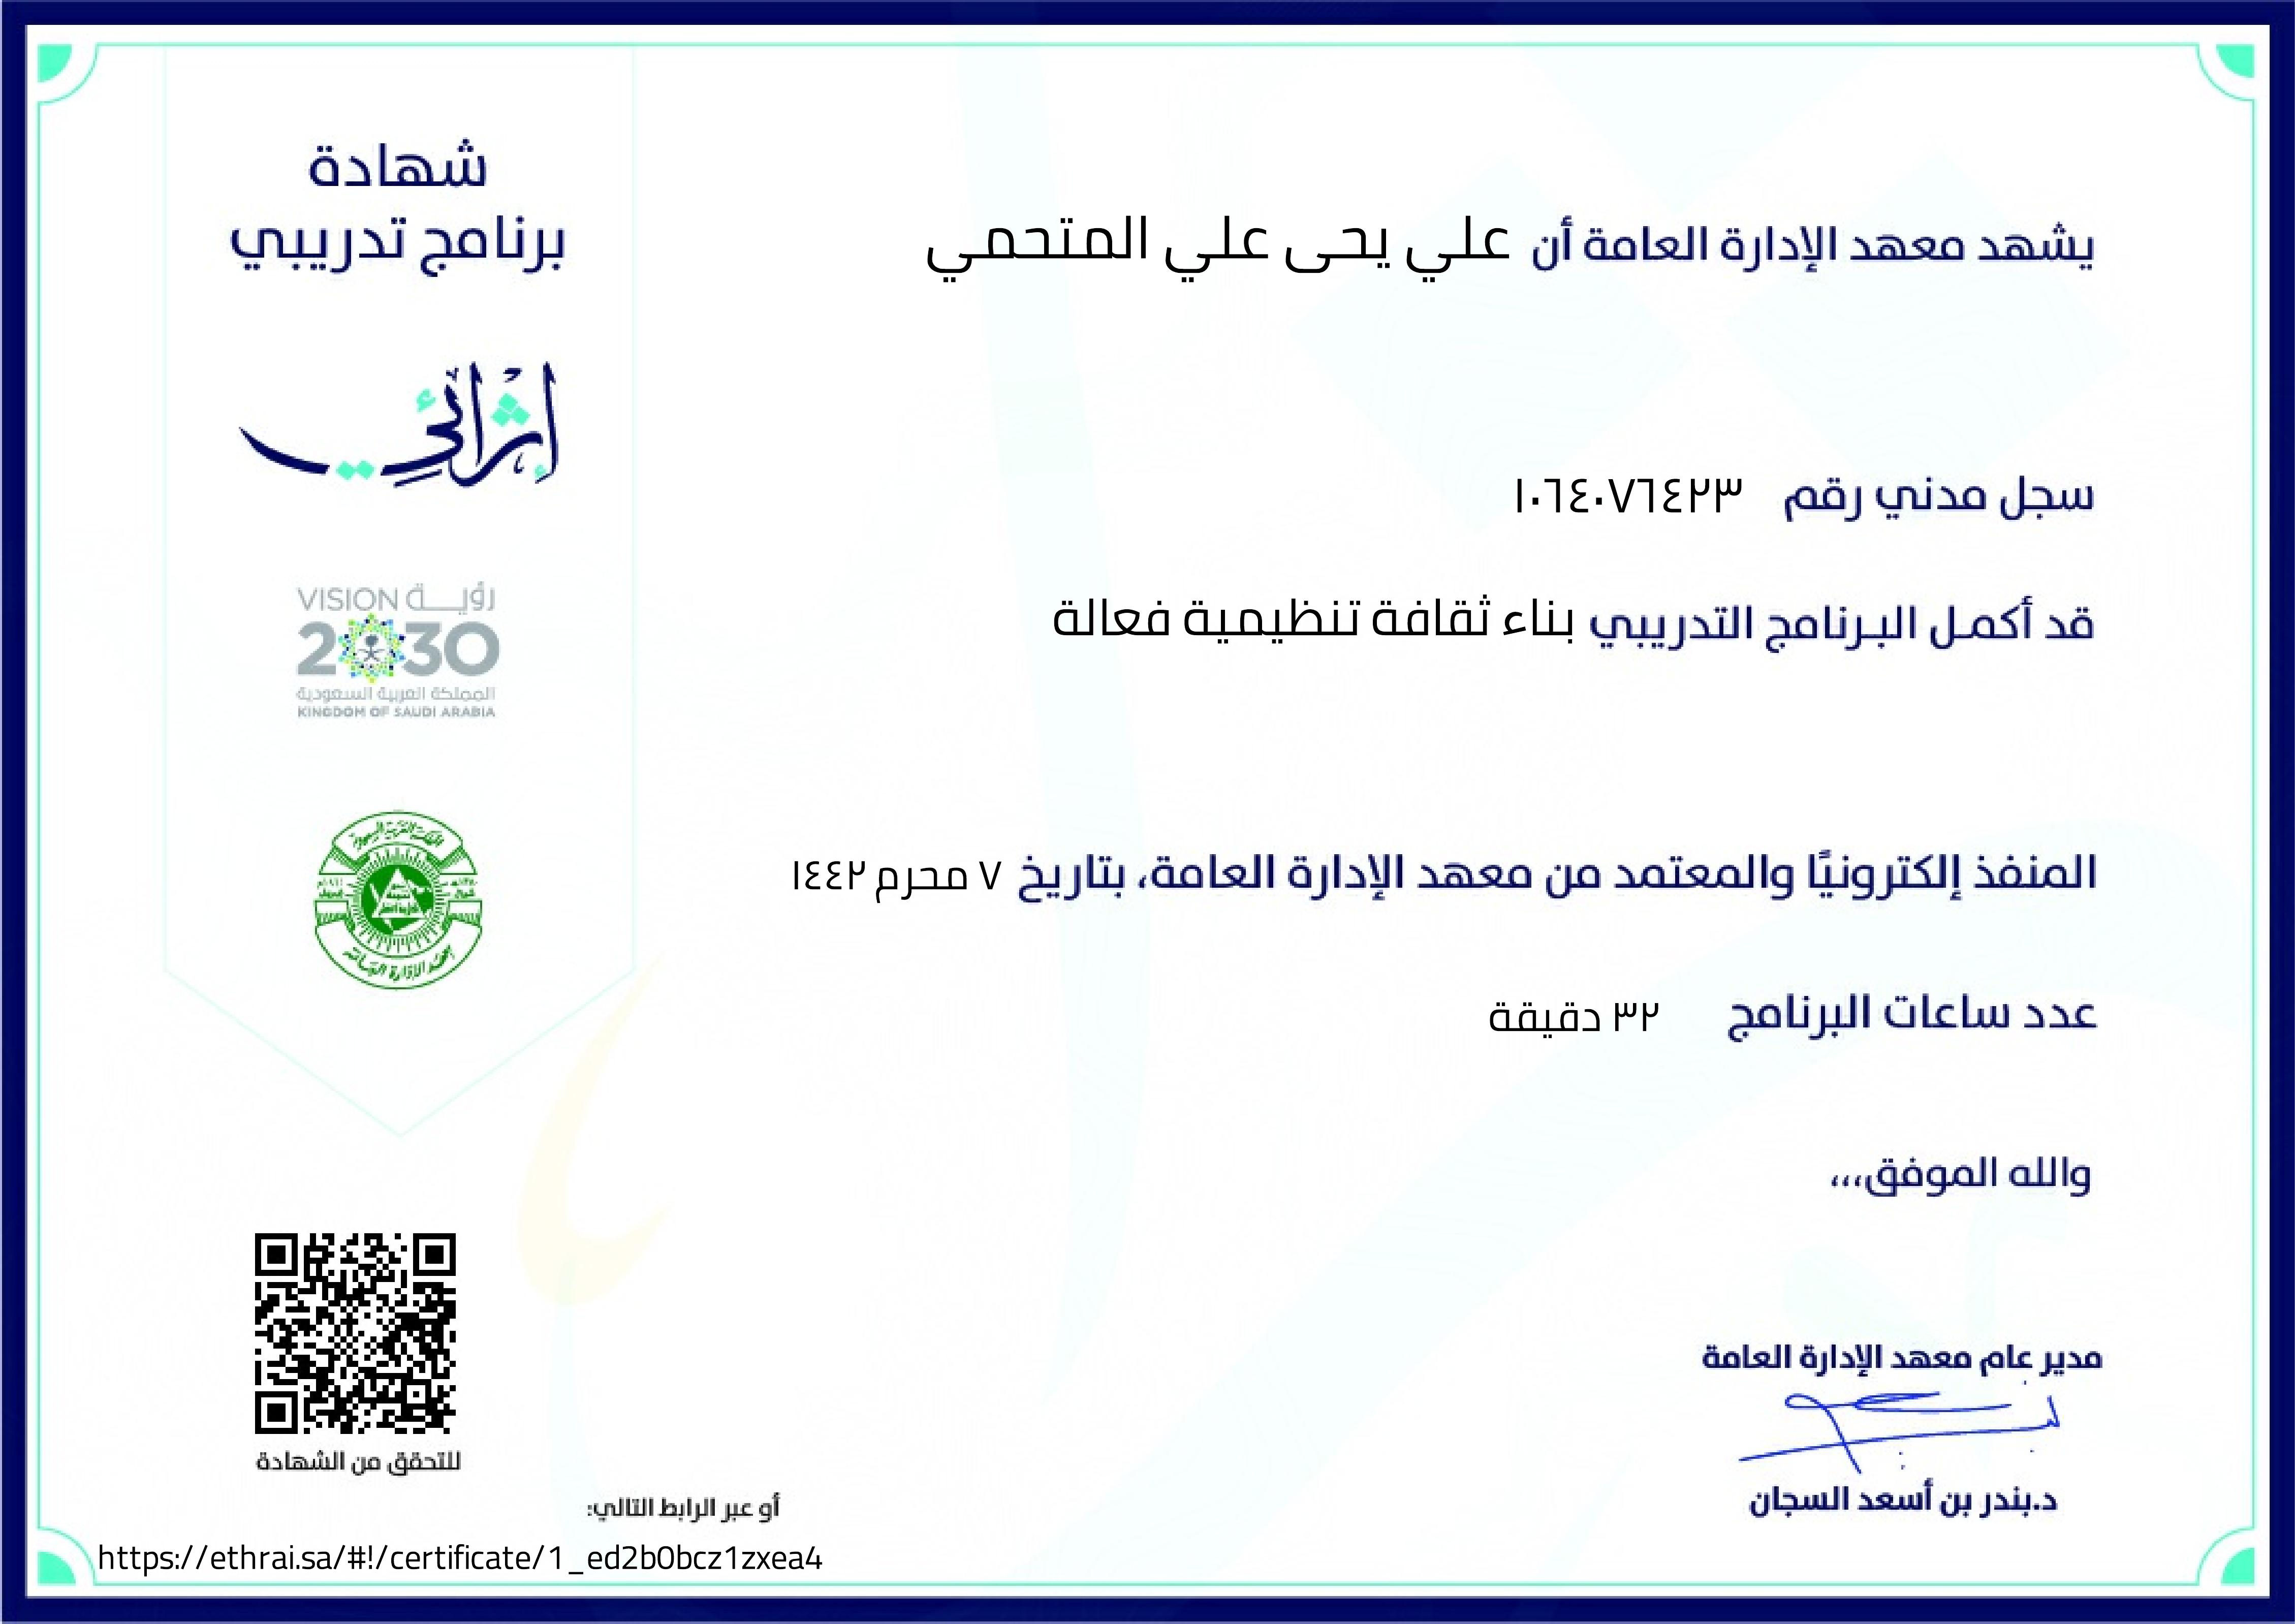 شهادة
برنامج تدريبي
إثرائي
VISION رؤيـــة
2030
المملكة العربية السعودية
KINGDOM OF SAUDI ARABIA
معهد الإدارة العامة
يشهد معهد الإدارة العامة أن علي يحى علي المتحمي
سجل مدني رقم ١٠٦٤٠٧٦٤٢٣
قد أكمل البرنامج التدريبي بناء ثقافة تنظيمية فعالة
المنفذ إلكترونيًا والمعتمد من معهد الإدارة العامة، بتاريخ ٧ محرم ١٤٤٢
عدد ساعات البرنامج ٣٢ دقيقة
والله الموفق،،،
مدير عام معهد الإدارة العامة
د.بندر بن أسعد السجان
للتحقق من الشهادة
أو عبر الرابط التالي:
https://ethrai.sa/#!/certificate/1_ed2b0bcz1zxea4